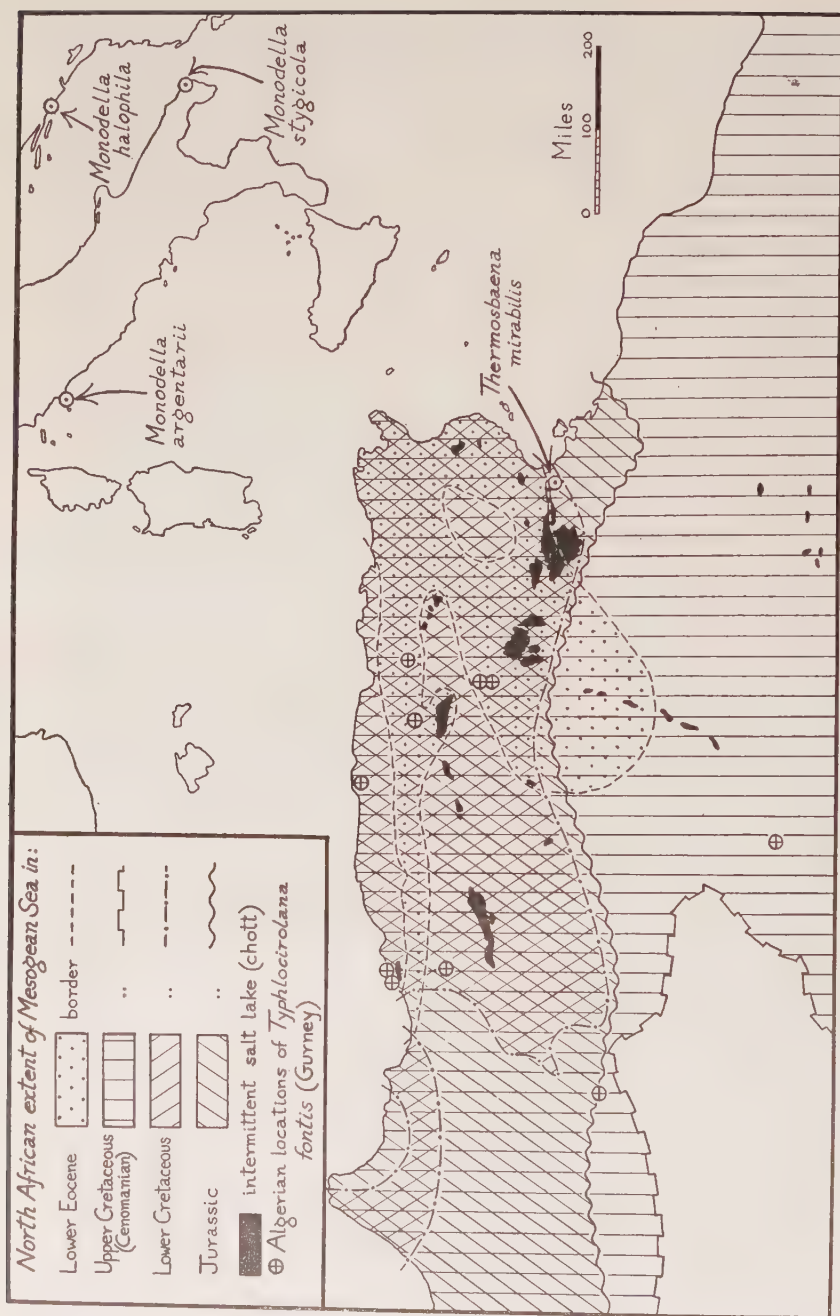 North African extent of Mesogean Sea in:
Lower Eocene border
Upper Cretaceous "
(Cenomanian)
Lower Cretaceous "
Jurassic "
intermittent salt lake (chott)
⊕ Algerian locations of Typhlocirolana
fontis (Gurney)
Monodella
halophila
Monodella
stygicola
Monodella
argentarii
Thermosbaena
mirabilis
Miles
0 100 200